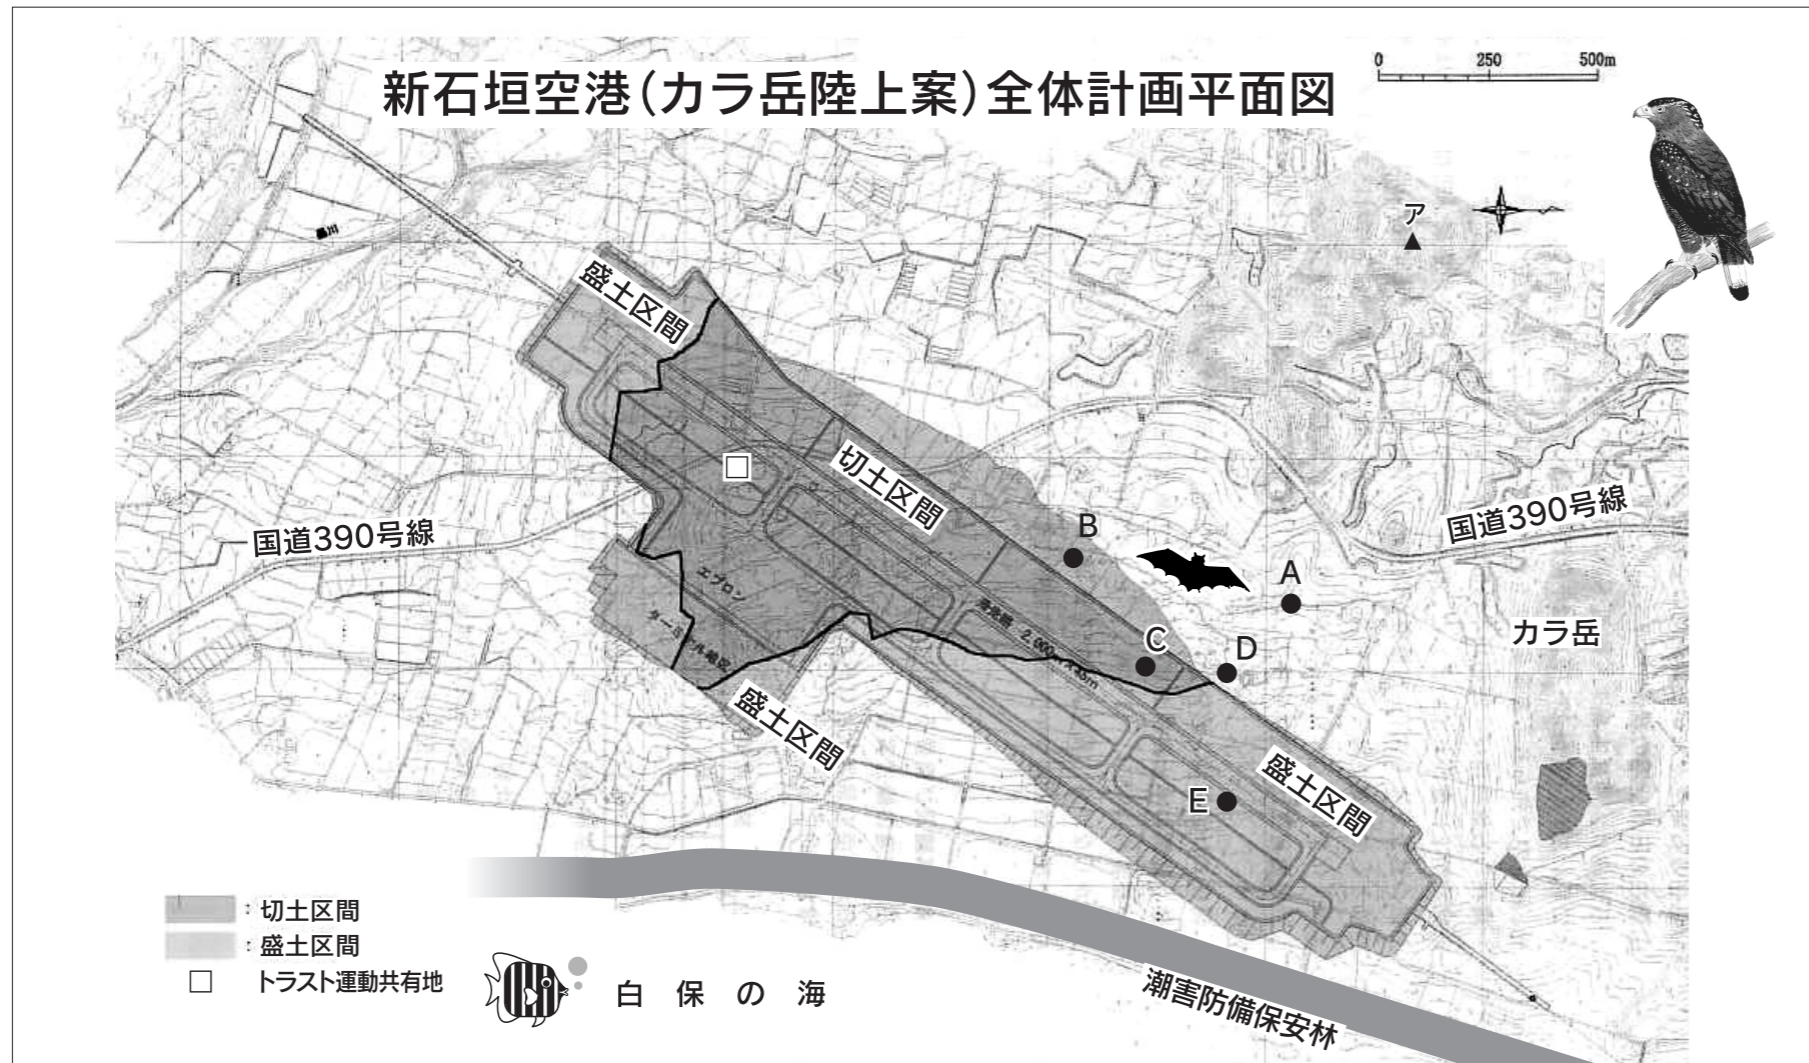 新石垣空港(カラ岳陸上案)全体計画平面図
0 250 500m
ア
盛土区間
切土区間
国道390号線
国道390号線
B
A
カラ岳
エプロン
C
D
盛土区間
盛土区間
E
:切土区間
:盛土区間
□ トラスト運動共有地
白保の海
潮害防備保安林